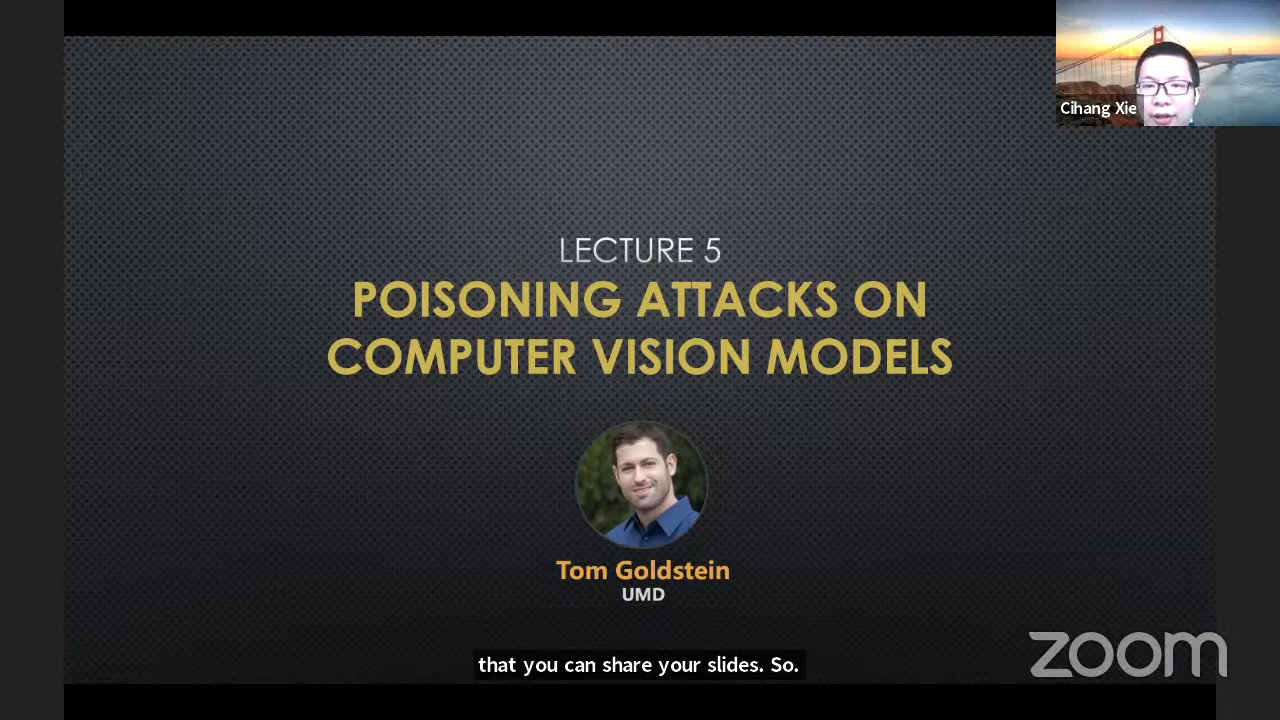 Cihang Xie
LECTURE 5
POISONING ATTACKS ON
COMPUTER VISION MODELS
Tom Goldstein
UMD
that you can share your slides. So.
zoom